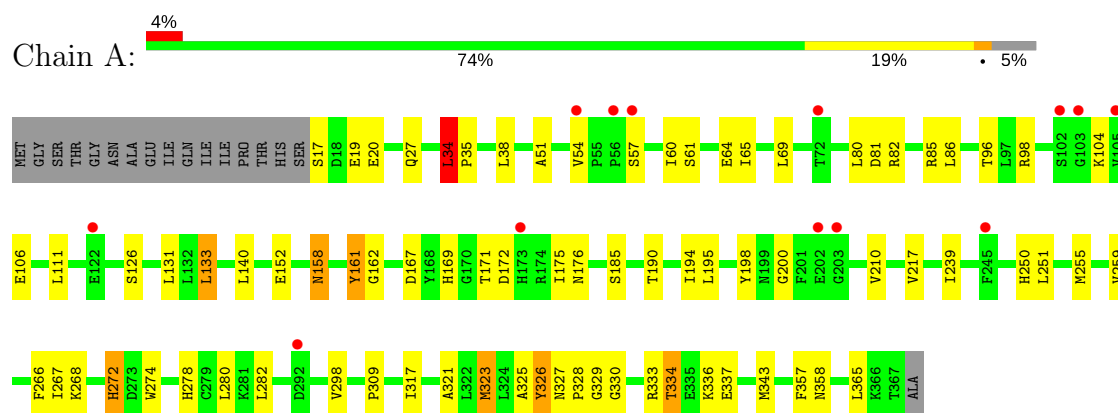 4%
Chain A:
74% 19% • 5%
MET GLY SER THR GLY ASN ALA GLU ILE GLN ILE ILE PRO THR HIS SER S17 D18 E19 E20 Q27 L34 P35 L38 A51 V54 P55 P56 S57 I60 S61 E64 I65 L69 T72 L80 D81 R82 R85 L86 T96 L97 R98 S102 G103 K104 V105
E106 L111 E122 S126 L131 L132 L133 L140 E152 N158 Y161 G162 D167 Y168 H169 G170 T171 D172 H173 R174 I175 N176 S185 T190 I194 L195 Y198 N199 G200 F201 E202 G203 V210 V217 I239 F245 H250 L251 M255 V259
F266 I267 K268 H272 D273 W274 H278 C279 L280 K281 L282 D292 V298 P309 I317 A321 L322 M323 L324 A325 Y326 N327 P328 G329 G330 R333 T334 E335 K336 E337 M343 F357 N358 L365 K366 T367 ALA